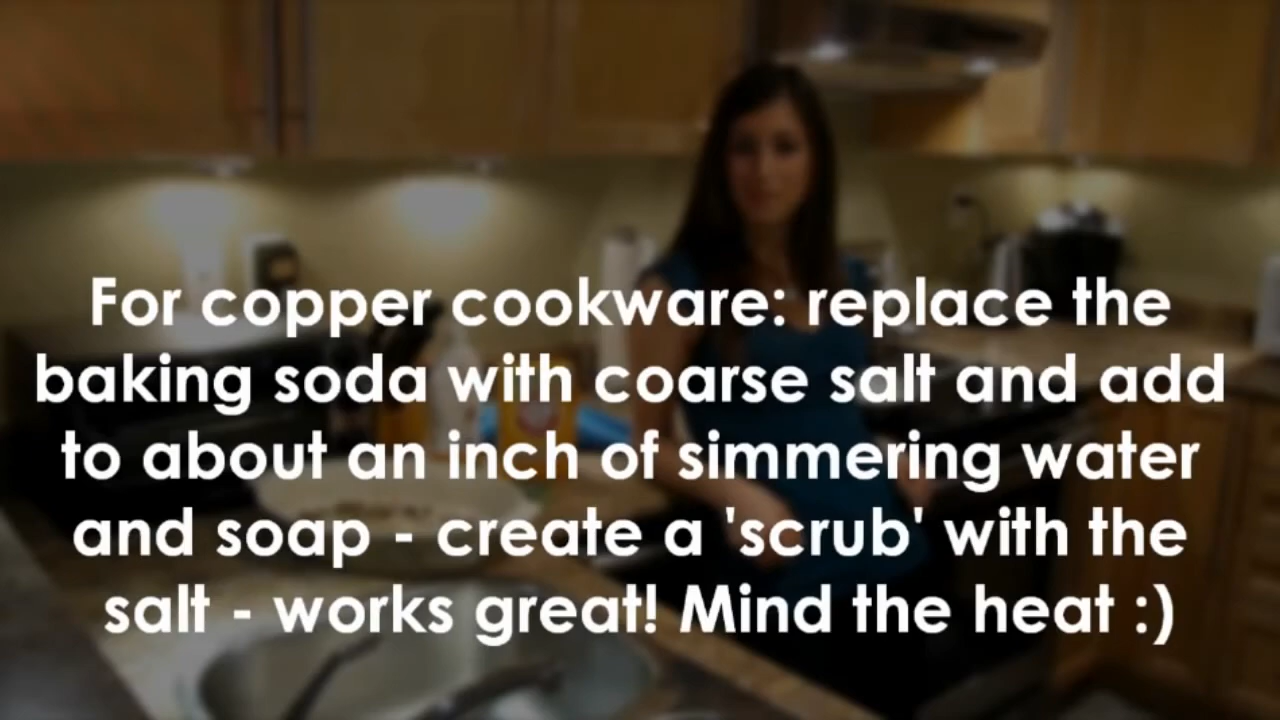 For copper cookware: replace the
baking soda with coarse salt and add
to about an inch of simmering water
and soap - create a 'scrub' with the
salt - works great! Mind the heat :)